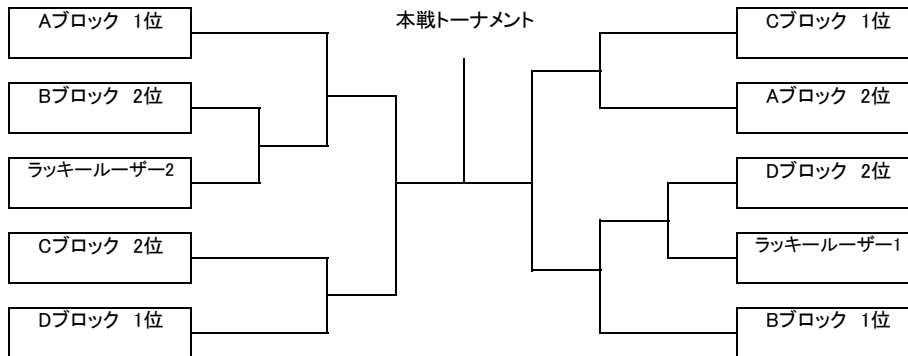 本戦トーナメント
Aブロック 1位
Bブロック 2位
ラッキールーザー2
Cブロック 2位
Dブロック 1位
Cブロック 1位
Aブロック 2位
Dブロック 2位
ラッキールーザー1
Bブロック 1位